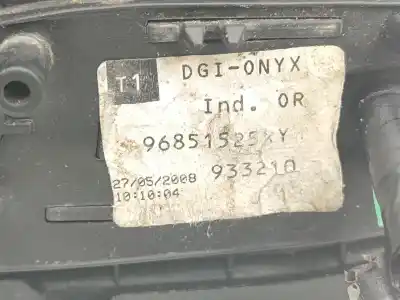 T1 DGI-ONYX
Ind. OR
96851525XY
27/05/2008 933210
10:10:04